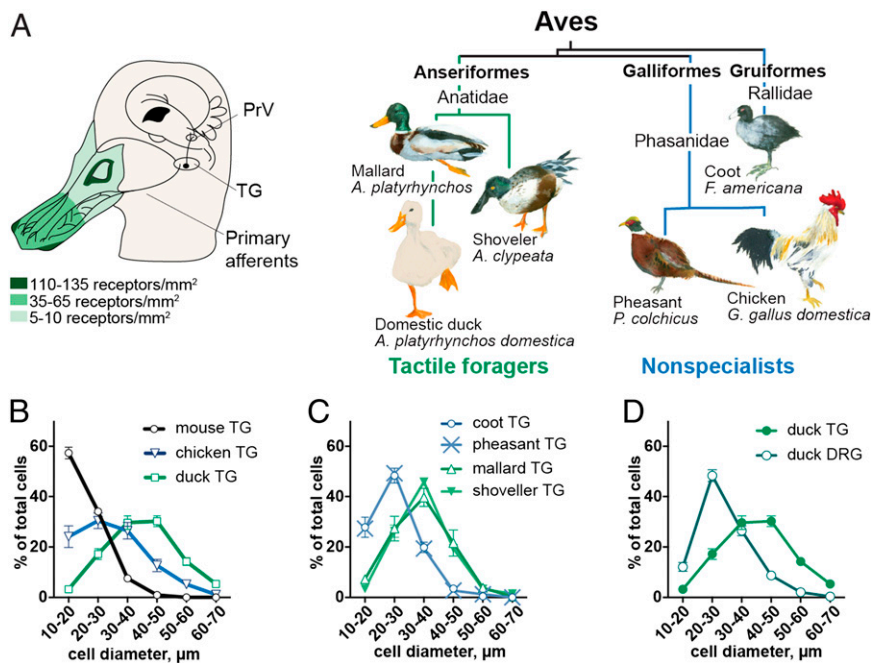 A
PrV
TG
Primary
afferents
110-135 receptors/mm²
35-65 receptors/mm²
5-10 receptors/mm²
Aves
Anseriformes
Galliformes
Gruiformes
Anatidae
Rallidae
Phasanidae
Mallard
A. platyrhynchos
Shoveler
A. clypeata
Coot
F. americana
Domestic duck
A. platyrhynchos domestica
Pheasant
P. colchicus
Chicken
G. gallus domestica
Tactile foragers
Nonspecialists
B
mouse TG
chicken TG
duck TG
% of total cells
60
40
20
0
10-20
20-30
30-40
40-50
50-60
60-70
cell diameter, µm
C
coot TG
pheasant TG
mallard TG
shoveller TG
% of total cells
60
40
20
0
10-20
20-30
30-40
40-50
50-60
60-70
cell diameter, µm
D
duck TG
duck DRG
% of total cells
60
40
20
0
10-20
20-30
30-40
40-50
50-60
60-70
cell diameter, µm